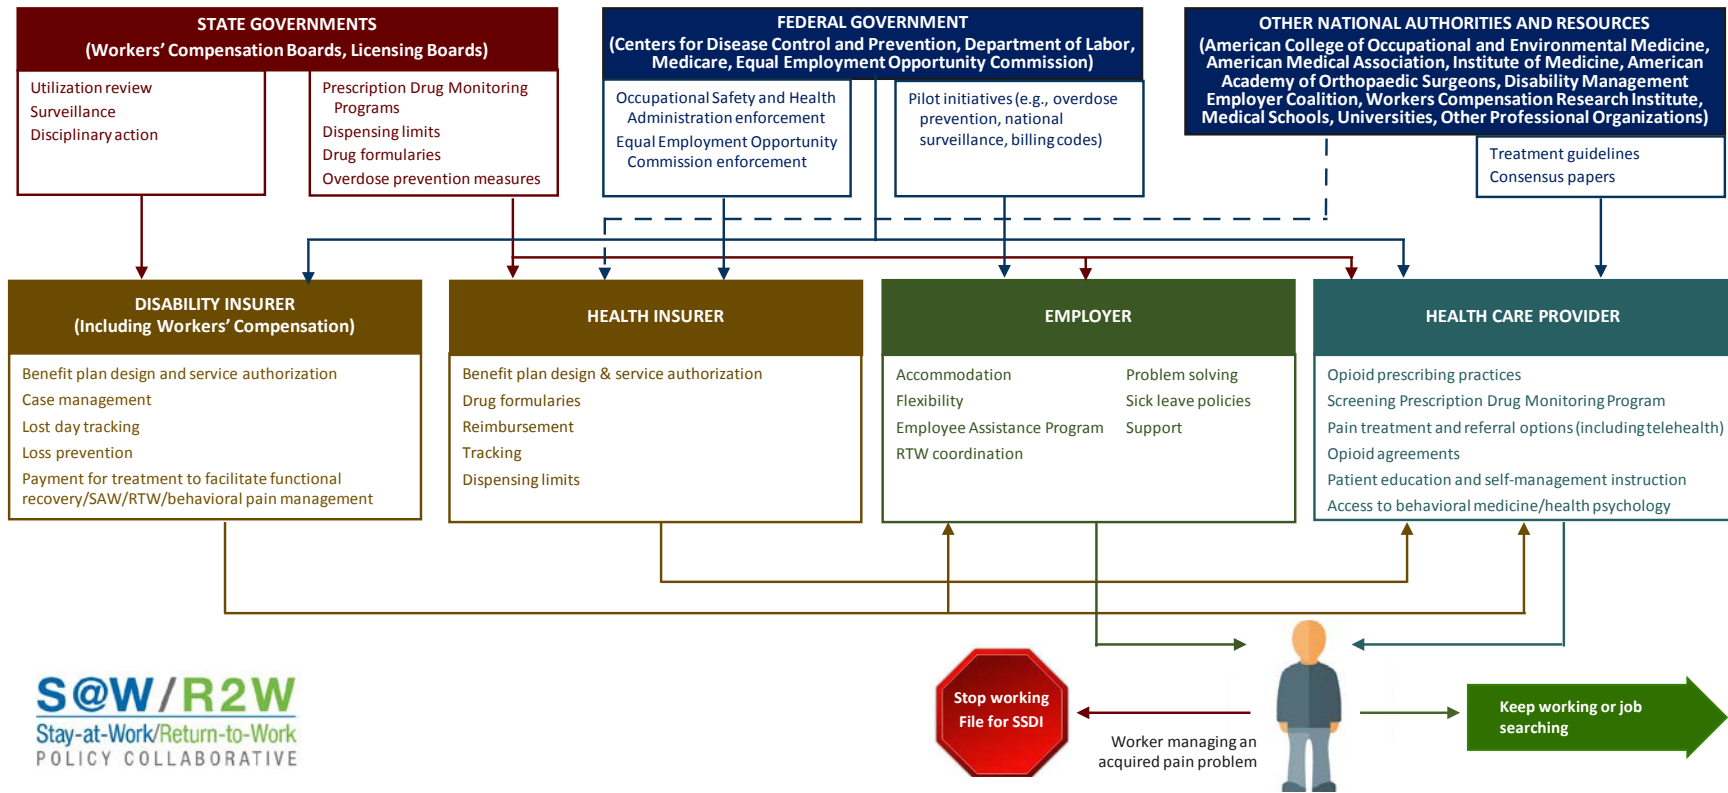 STATE GOVERNMENTS
(Workers' Compensation Boards, Licensing Boards)
Utilization review
Surveillance
Disciplinary action
Prescription Drug Monitoring
Programs
Dispensing limits
Drug formularies
Overdose prevention measures
FEDERAL GOVERNMENT
(Centers for Disease Control and Prevention, Department of Labor,
Medicare, Equal Employment Opportunity Commission)
Occupational Safety and Health
Administration enforcement
Equal Employment Opportunity
Commission enforcement
Pilot initiatives (e.g., overdose
prevention, national
surveillance, billing codes)
OTHER NATIONAL AUTHORITIES AND RESOURCES
(American College of Occupational and Environmental Medicine,
American Medical Association, Institute of Medicine, American
Academy of Orthopaedic Surgeons, Disability Management
Employer Coalition, Workers Compensation Research Institute,
Medical Schools, Universities, Other Professional Organizations)
Treatment guidelines
Consensus papers
DISABILITY INSURER
(Including Workers' Compensation)
Benefit plan design and service authorization
Case management
Lost day tracking
Loss prevention
Payment for treatment to facilitate functional
recovery/SAW/RTW/behavioral pain management
HEALTH INSURER
Benefit plan design & service authorization
Drug formularies
Reimbursement
Tracking
Dispensing limits
EMPLOYER
Accommodation
Flexibility
Employee Assistance Program
RTW coordination
Problem solving
Sick leave policies
Support
HEALTH CARE PROVIDER
Opioid prescribing practices
Screening Prescription Drug Monitoring Program
Pain treatment and referral options (including telehealth)
Opioid agreements
Patient education and self-management instruction
Access to behavioral medicine/health psychology
S@W/R2W
Stay-at-Work/Return-to-Work
POLICY COLLABORATIVE
Stop working
File for SSDI
Worker managing an
acquired pain problem
Keep working or job
searching